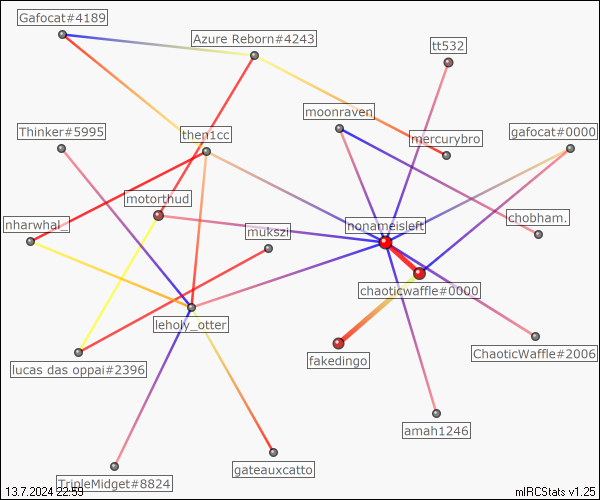 Gafocat#4189
Azure Reborn#4243
tt532
moonraven
Thinker#5995
then1cc
mercurybro
gafocat#0000
motorthud
nharwhal_
mukszi
nonameisleft
chobham.
chaoticwaffle#0000
leholy_otter
lucas das oppai#2396
fakedingo
ChaoticWaffle#2006
amah1246
gateauxcatto
TripleMidget#8824
13.7.2024 22:59
mIRCStats v1.25